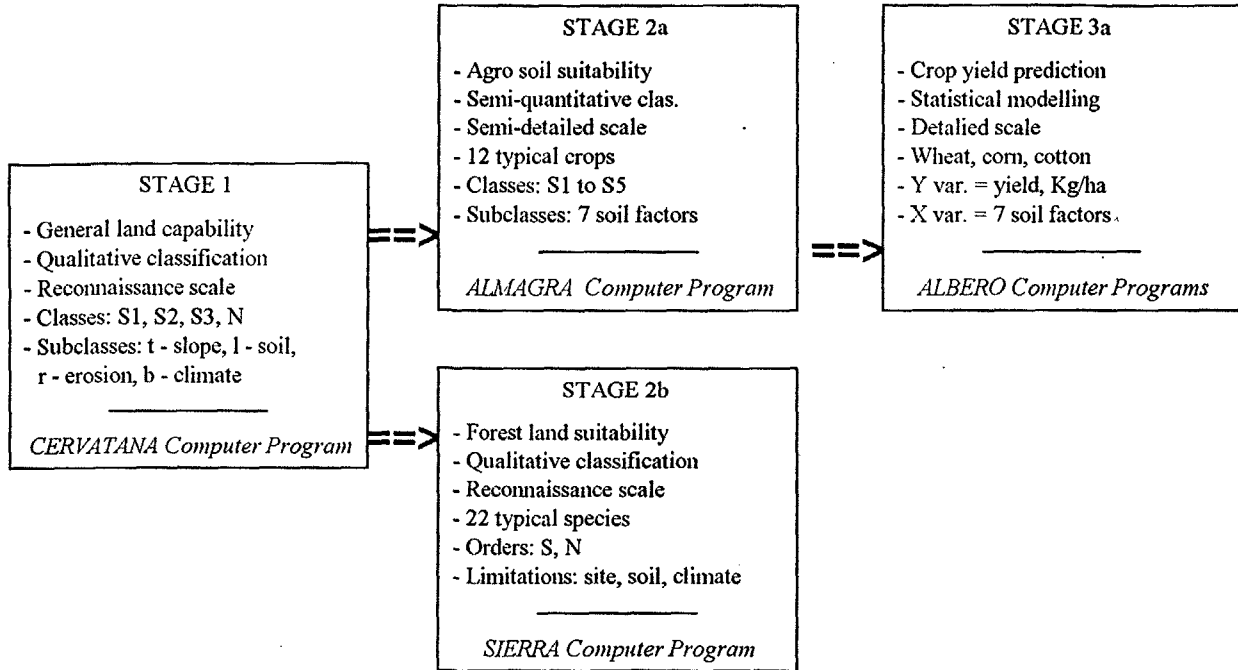 STAGE 1
- General land capability
- Qualitative classification
- Reconnaissance scale
- Classes: S1, S2, S3, N
- Subclasses: t - slope, l - soil,
r - erosion, b - climate
CERVATANA Computer Program
==>
==>
STAGE 2a
- Agro soil suitability
- Semi-quantitative clas.
- Semi-detailed scale
- 12 typical crops
- Classes: S1 to S5
- Subclasses: 7 soil factors
ALMAGRA Computer Program
==>
STAGE 3a
- Crop yield prediction
- Statistical modelling
- Detalied scale
- Wheat, corn, cotton
- Y var. = yield, Kg/ha
- X var. = 7 soil factors
ALBERO Computer Programs
STAGE 2b
- Forest land suitability
- Qualitative classification
- Reconnaissance scale
- 22 typical species
- Orders: S, N
- Limitations: site, soil, climate
SIERRA Computer Program